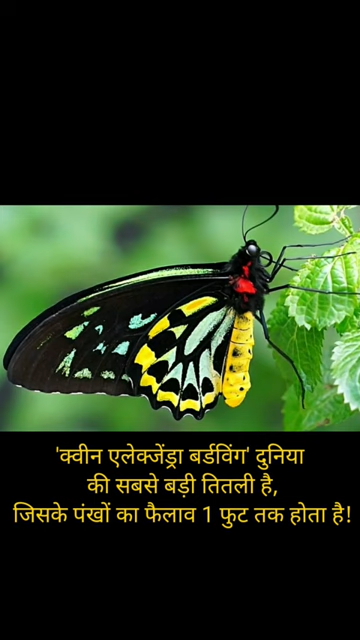 'क्वीन एलेक्जेंड्रा बर्डविंग' दुनिया
की सबसे बड़ी तितली है,
जिसके पंखों का फैलाव 1 फुट तक होता है!